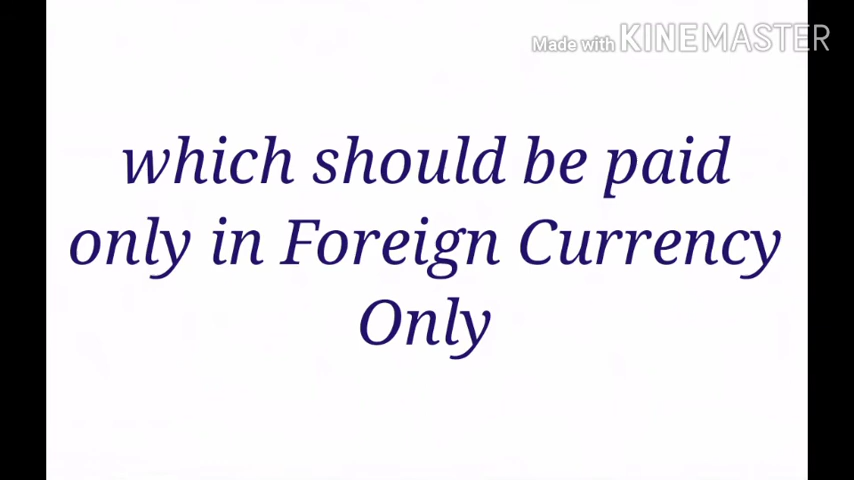 Made with KINEMASTER
which should be paid
only in Foreign Currency
Only